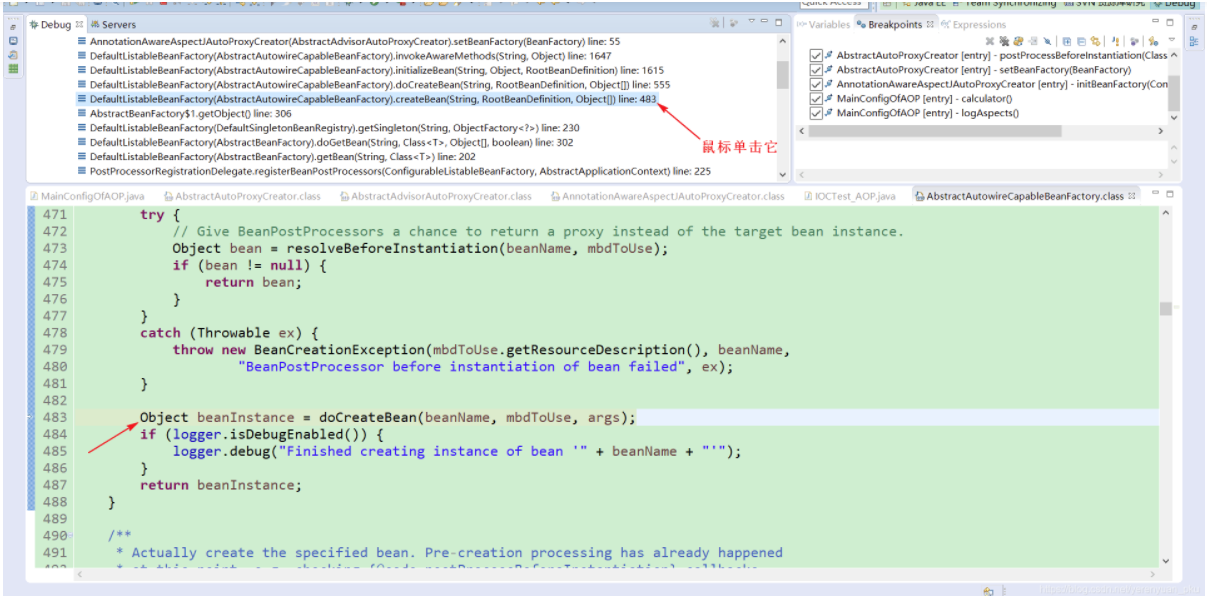 Quick Access
Java EE
Team Synchronizing
Debug
Debug
Servers
AnnotationAwareAspectJAutoProxyCreator(AbstractAdvisorAutoProxyCreator).setBeanFactory(BeanFactory) line: 55
DefaultListableBeanFactory(AbstractAutowireCapableBeanFactory).invokeAwareMethods(String, Object) line: 1647
DefaultListableBeanFactory(AbstractAutowireCapableBeanFactory).initializeBean(String, Object, RootBeanDefinition) line: 1615
DefaultListableBeanFactory(AbstractAutowireCapableBeanFactory).doCreateBean(String, RootBeanDefinition, Object[]) line: 555
DefaultListableBeanFactory(AbstractAutowireCapableBeanFactory).createBean(String, RootBeanDefinition, Object[]) line: 483
AbstractBeanFactory$1.getObject() line: 306
DefaultListableBeanFactory(DefaultSingletonBeanRegistry).getSingleton(String, ObjectFactory<?>) line: 230
DefaultListableBeanFactory(AbstractBeanFactory).doGetBean(String, Class<T>, Object[], boolean) line: 302
DefaultListableBeanFactory(AbstractBeanFactory).getBean(String, Class<T>) line: 202
PostProcessorRegistrationDelegate.registerBeanPostProcessors(ConfigurableListableBeanFactory, AbstractApplicationContext) line: 225
鼠标单击它
Variables
Breakpoints
Expressions
AbstractAutoProxyCreator [entry] - postProcessBeforeInstantiation(Class
AbstractAutoProxyCreator [entry] - setBeanFactory(BeanFactory)
AnnotationAwareAspectJAutoProxyCreator [entry] - initBeanFactory(Con
MainConfigOfAOP [entry] - calculator()
MainConfigOfAOP [entry] - logAspects()
MainConfigOfAOP.java
AbstractAutoProxyCreator.class
AbstractAdvisorAutoProxyCreator.class
AnnotationAwareAspectJAutoProxyCreator.class
IOCTest_AOP.java
AbstractAutowireCapableBeanFactory.class
471 try {
472 // Give BeanPostProcessors a chance to return a proxy instead of the target bean instance.
473 Object bean = resolveBeforeInstantiation(beanName, mbdToUse);
474 if (bean != null) {
475 return bean;
476 }
477 }
478 catch (Throwable ex) {
479 throw new BeanCreationException(mbdToUse.getResourceDescription(), beanName,
480 "BeanPostProcessor before instantiation of bean failed", ex);
481 }
482
483 Object beanInstance = doCreateBean(beanName, mbdToUse, args);
484 if (logger.isDebugEnabled()) {
485 logger.debug("Finished creating instance of bean '" + beanName + "'");
486 }
487 return beanInstance;
488 }
489
490 /**
491 * Actually create the specified bean. Pre-creation processing has already happened